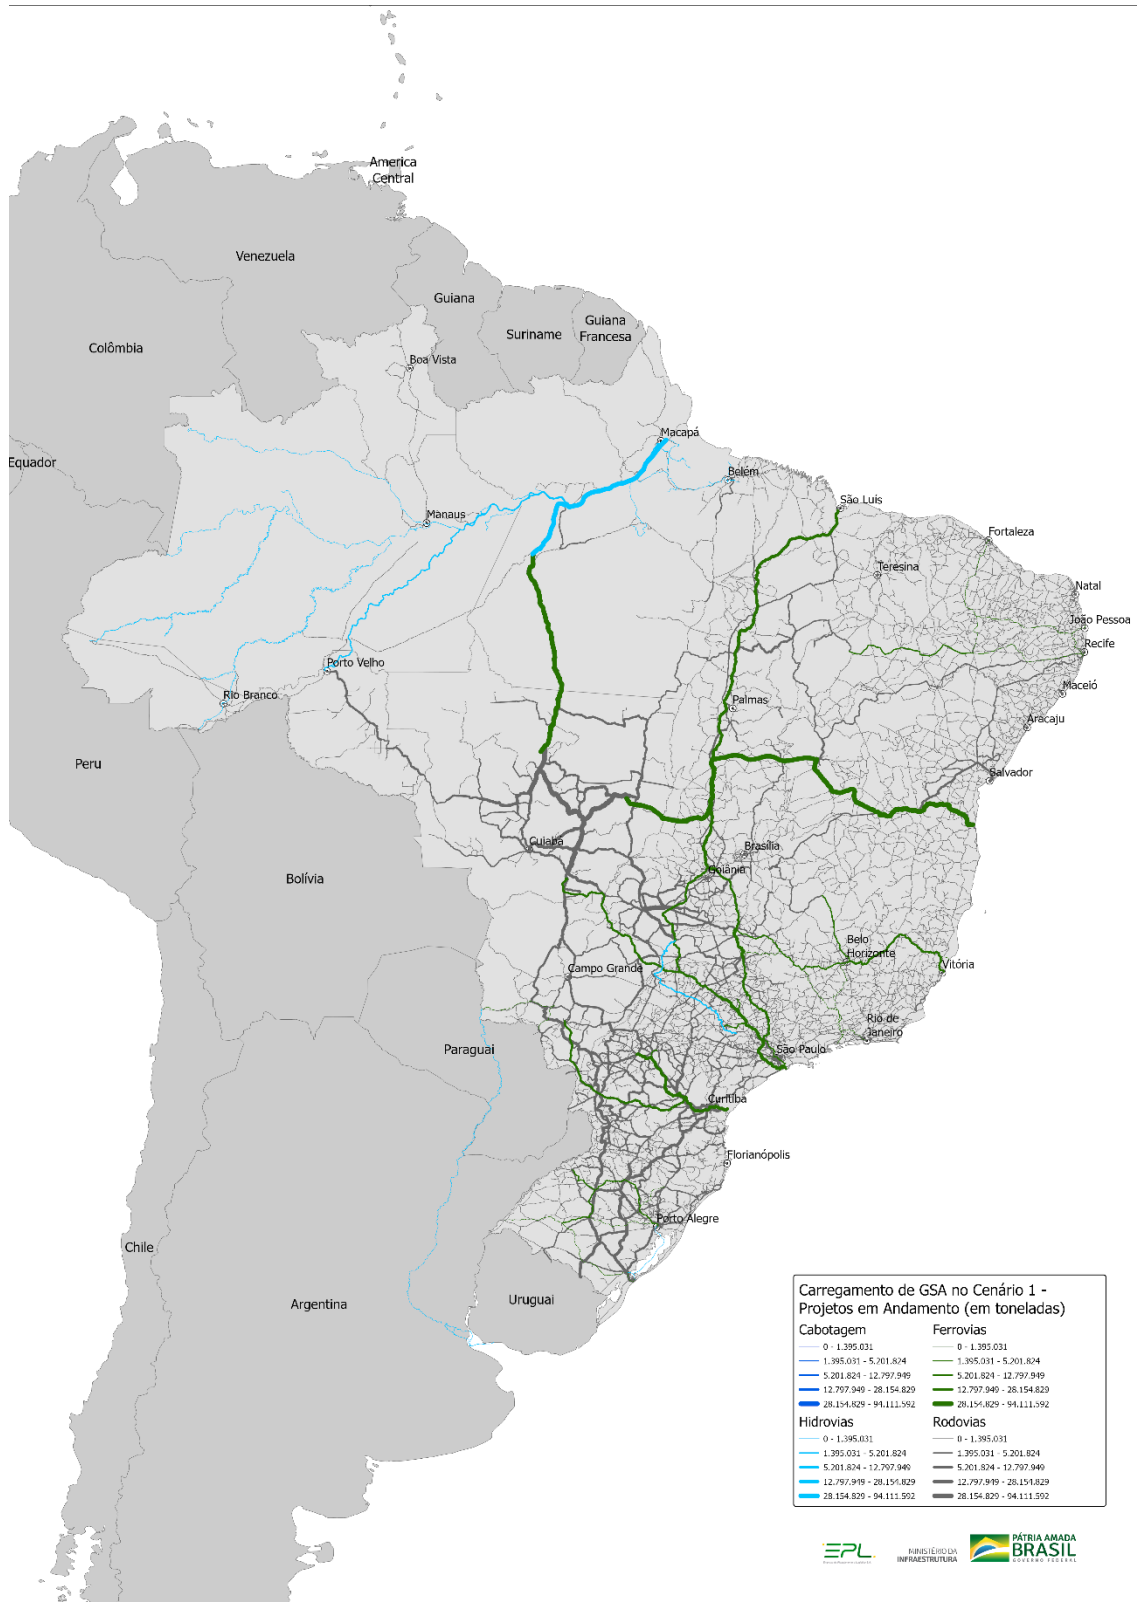 America
Central
Venezuela
Guiana
Suriname
Guiana
Francesa
Colômbia
Boa Vista
Macapá
Equador
Belém
São Luis
Manaus
Fortaleza
Teresina
Natal
João Pessoa
Recife
Porto Velho
Maceió
Rio Branco
Palmas
Aracaju
Peru
Salvador
Cuiabá
Brasília
Goiânia
Bolívia
Belo
Horizonte
Vitória
Campo Grande
Rio de
Janeiro
Paraguai
São Paulo
Curitiba
Florianópolis
Porto Alegre
Chile
Argentina
Uruguai
Carregamento de GSA no Cenário 1 -
Projetos em Andamento (em toneladas)
Cabotagem
0 - 1.395.031
1.395.031 - 5.201.824
5.201.824 - 12.797.949
12.797.949 - 28.154.829
28.154.829 - 94.111.592
Ferrovias
0 - 1.395.031
1.395.031 - 5.201.824
5.201.824 - 12.797.949
12.797.949 - 28.154.829
28.154.829 - 94.111.592
Hidrovias
0 - 1.395.031
1.395.031 - 5.201.824
5.201.824 - 12.797.949
12.797.949 - 28.154.829
28.154.829 - 94.111.592
Rodovias
0 - 1.395.031
1.395.031 - 5.201.824
5.201.824 - 12.797.949
12.797.949 - 28.154.829
28.154.829 - 94.111.592
EPL
MINISTÉRIO DA
INFRAESTRUTURA
PÁTRIA AMADA
BRASIL
GOVERNO FEDERAL